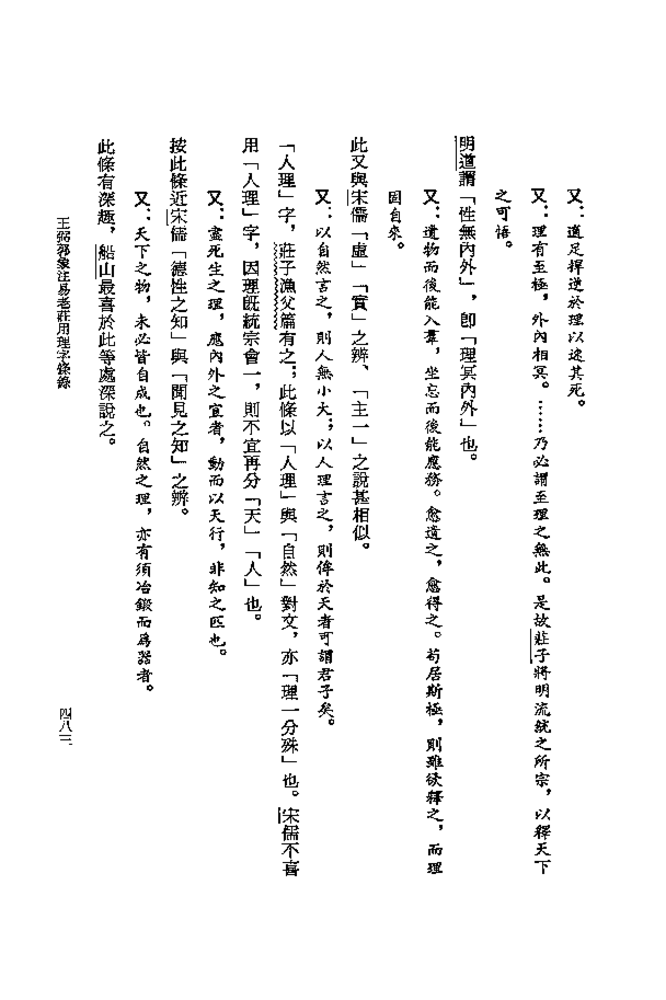 又：適足捍逆於理以速其死。
又：理有至極，外內相冥。……乃必謂至理之無此。是故莊子將明流統之所宗，以釋天下
之可悟。
明道謂「性無內外」，卽「理冥內外」也。
又：遺物而後能入羣，坐忘而後能應務。愈遺之，愈得之。苟居斯極，則雖欲釋之，而理
固自來。
此又與宋儒「虛」「實」之辨、「主一」之說甚相似。
又：以自然言之，則人無小大；以人理言之，則侔於天者可謂君子矣。
「人理」字，莊子漁父篇有之；此條以「人理」與「自然」對文，亦「理一分殊」也。宋儒不喜
用「人理」字，因理旣統宗會一，則不宜再分「天」「人」也。
又：盡死生之理，應內外之宜者，動而以天行，非知之匹也。
按此條近宋儒「德性之知」與「聞見之知」之辨。
又：天下之物，未必皆自成也。自然之理，亦有須冶鍛而爲器者。
此條有深趣，船山最喜於此等處深說之。
王弼郭象注易老莊用理字條錄
四八三